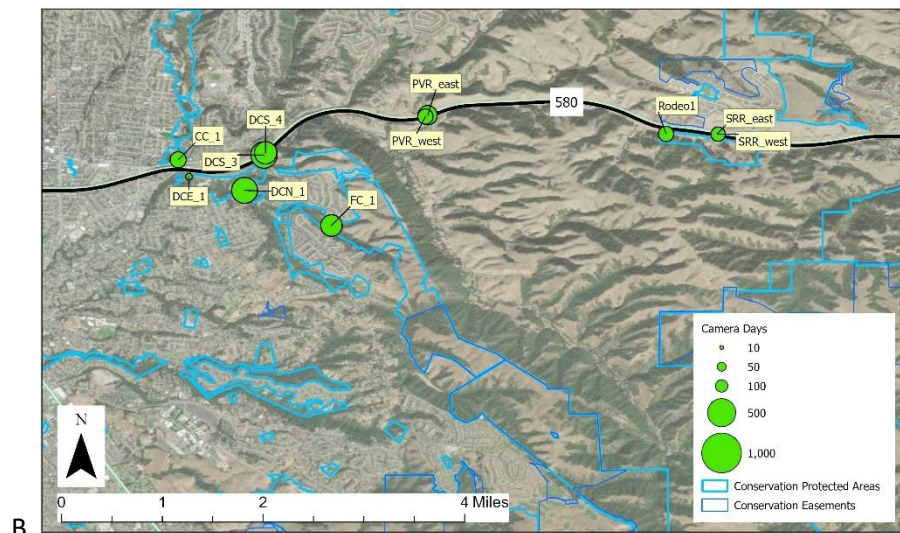 PVR_east
580
DCS_4
Rodeo1
SRR_east
CC_1
PVR_west
SRR_west
DCS_3
DCE_1
DCN_1
FC_1
Camera Days
10
50
100
500
1,000
Conservation Protected Areas
Conservation Easements
N
0 2 4 Miles
B